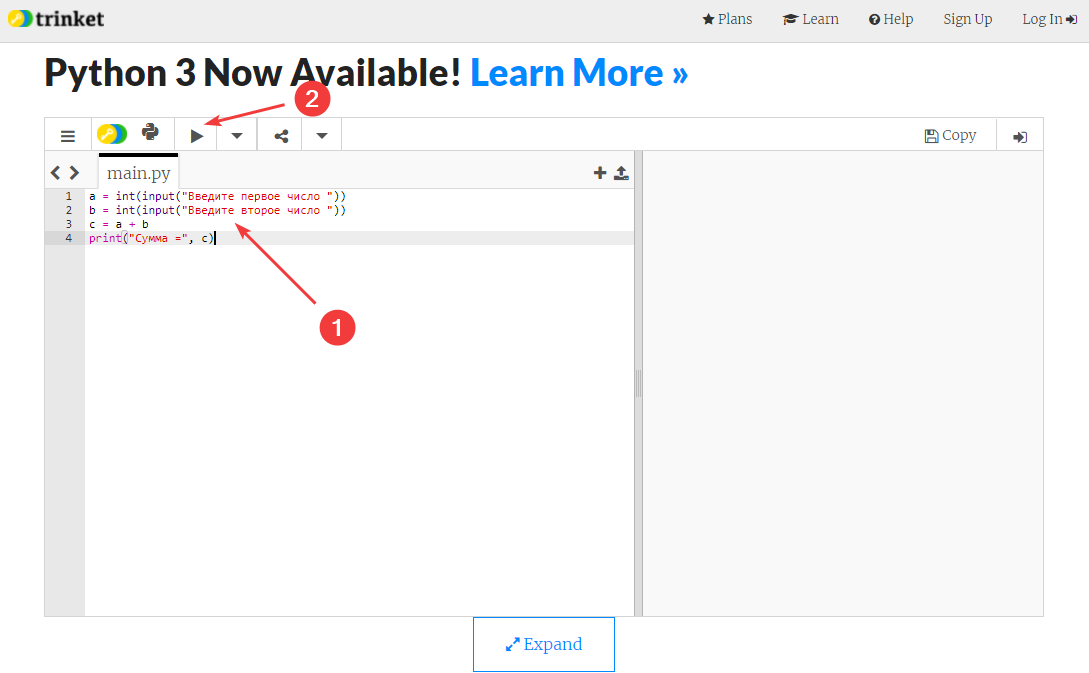 trinket
Plans Learn Help Sign Up Log In
Python 3 Now Available! Learn More »
2
Copy
main.py
1 a = int(input("Введите первое число "))
2 b = int(input("Введите второе число "))
3 c = a + b
4 print("Сумма =", c)
1
Expand